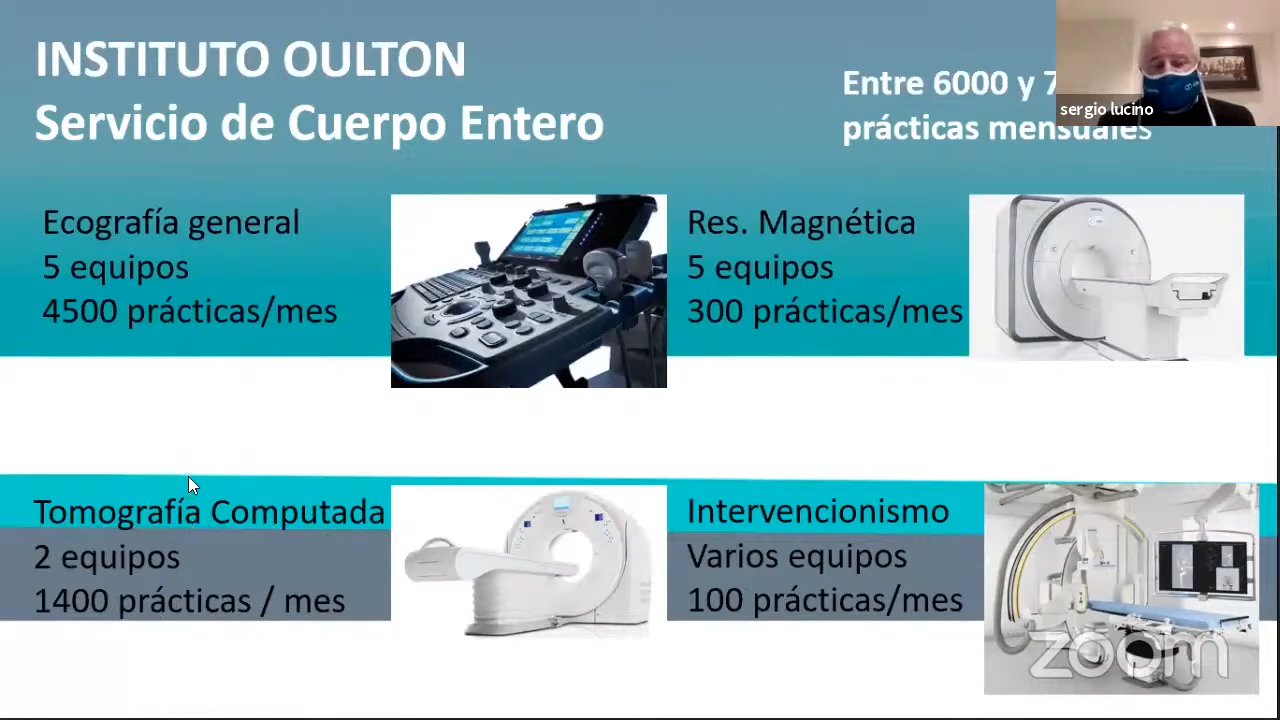 INSTITUTO OULTON
Servicio de Cuerpo Entero
Entre 6000 y 7
prácticas mensuales
sergio lucino
Ecografía general
5 equipos
4500 prácticas/mes
Res. Magnética
5 equipos
300 prácticas/mes
Tomografía Computada
2 equipos
1400 prácticas / mes
Intervencionismo
Varios equipos
100 prácticas/mes
zoom